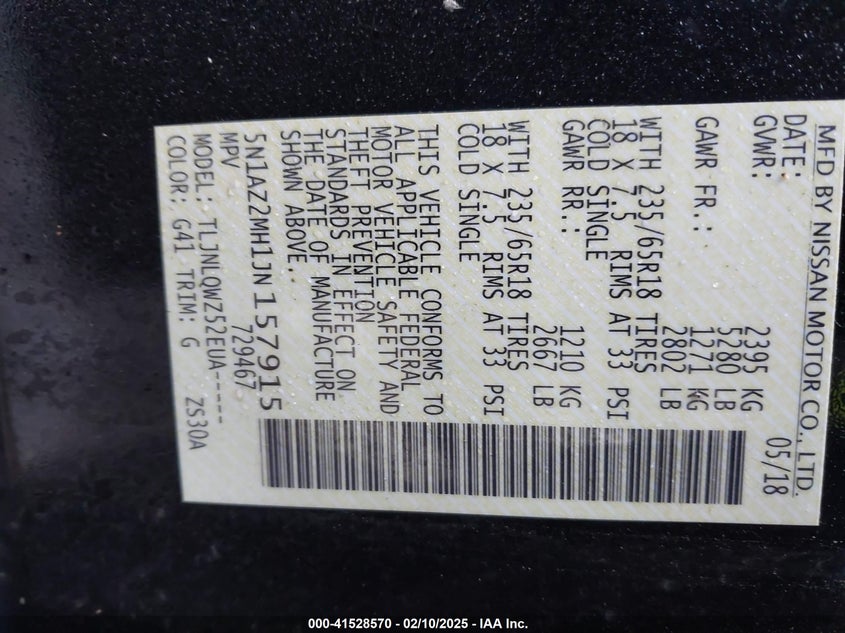 MFD BY NISSAN MOTOR CO., LTD.
DATE: 05/18
GVWR: 2395 KG
5280 LB
GAWR FR.: 1271 KG
2802 LB
WITH 235/65R18 TIRES
18 X 7.5 RIMS AT 33 PSI
COLD SINGLE
GAWR RR.: 1210 KG
2667 LB
WITH 235/65R18 TIRES
18 X 7.5 RIMS AT 33 PSI
COLD SINGLE
THIS VEHICLE CONFORMS TO
ALL APPLICABLE FEDERAL
MOTOR VEHICLE SAFETY AND
THEFT PREVENTION
STANDARDS IN EFFECT ON
THE DATE OF MANUFACTURE
SHOWN ABOVE.
5N1AZ2MH1JN157915
MPV 729467
MODEL: TLJNLQWZ52EUA-----
COLOR: G41 TRIM: G ZS30A
000-41528570 - 02/10/2025 - IAA Inc.